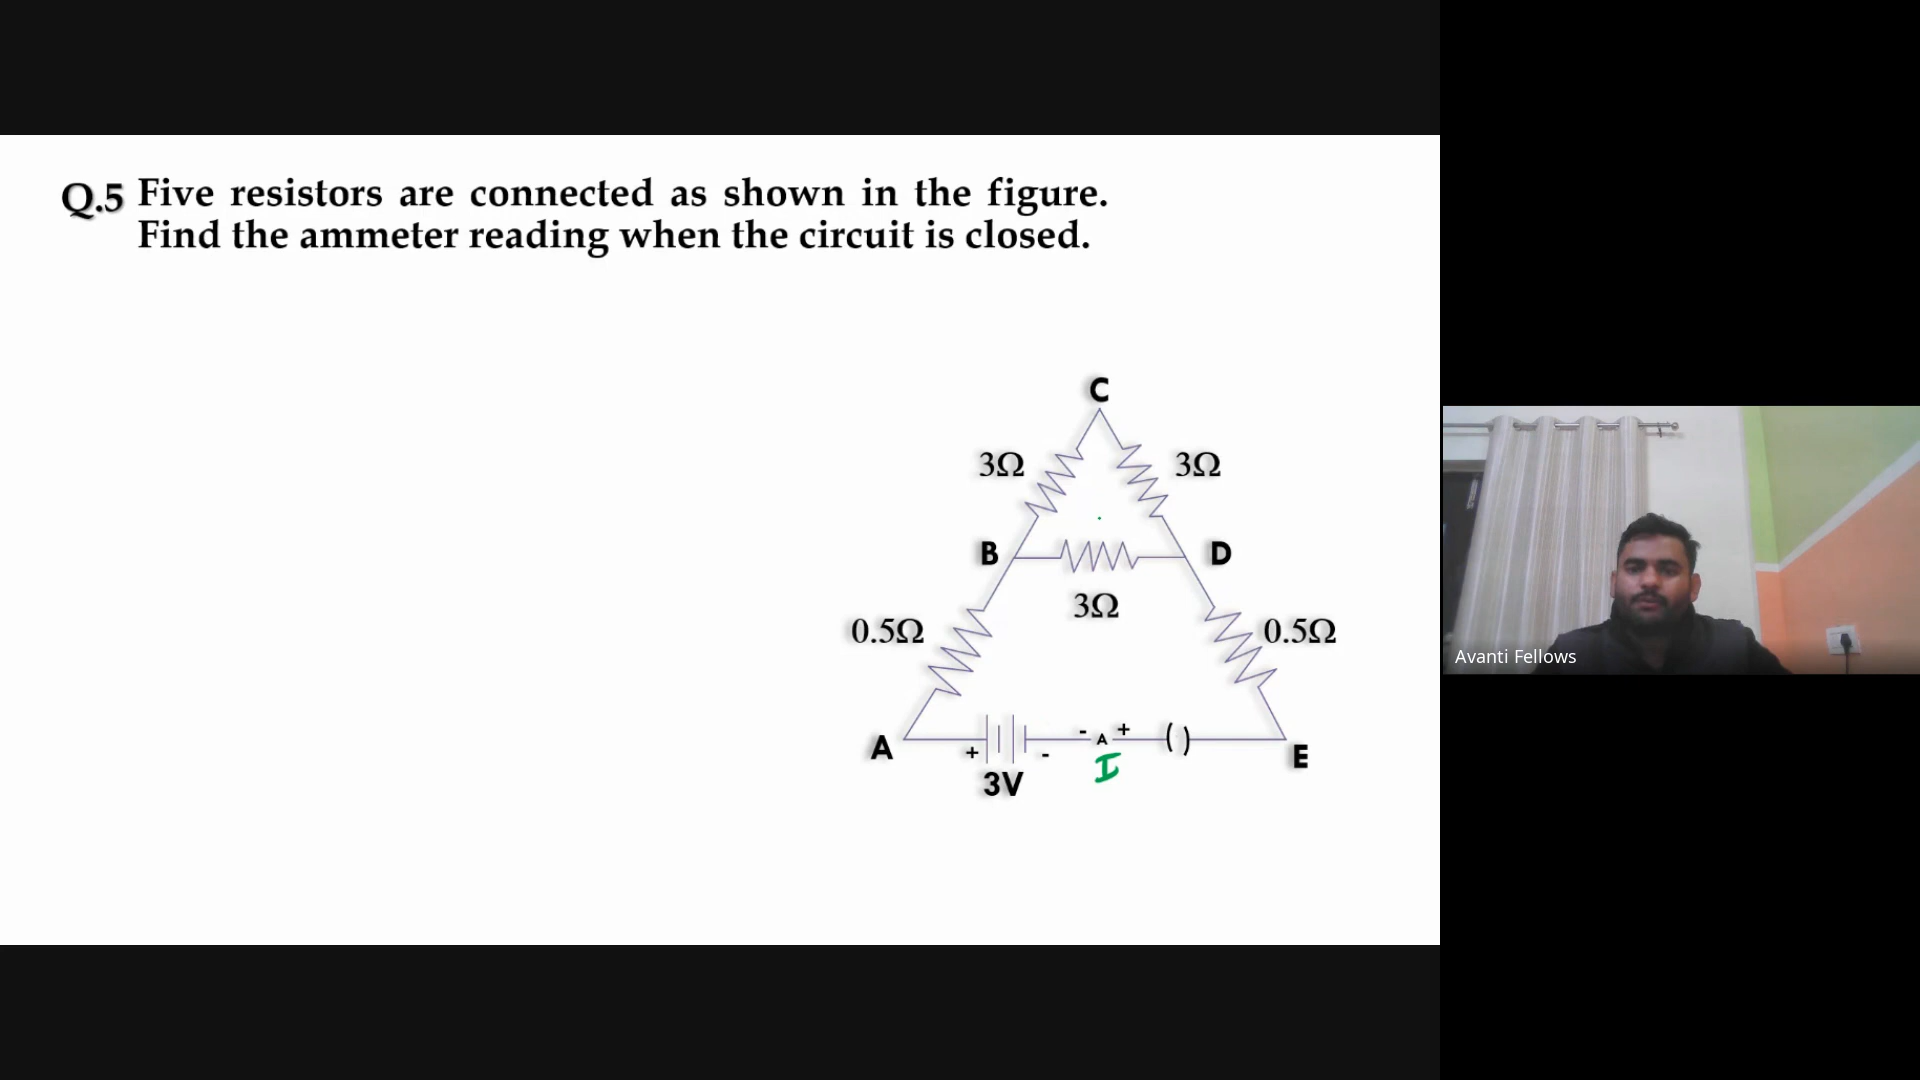 Q.5 Five resistors are connected as shown in the figure.
Find the ammeter reading when the circuit is closed.
C
3Ω 3Ω
B D
3Ω
0.5Ω 0.5Ω
A + - - A + ( ) E
3V I
Avanti Fellows